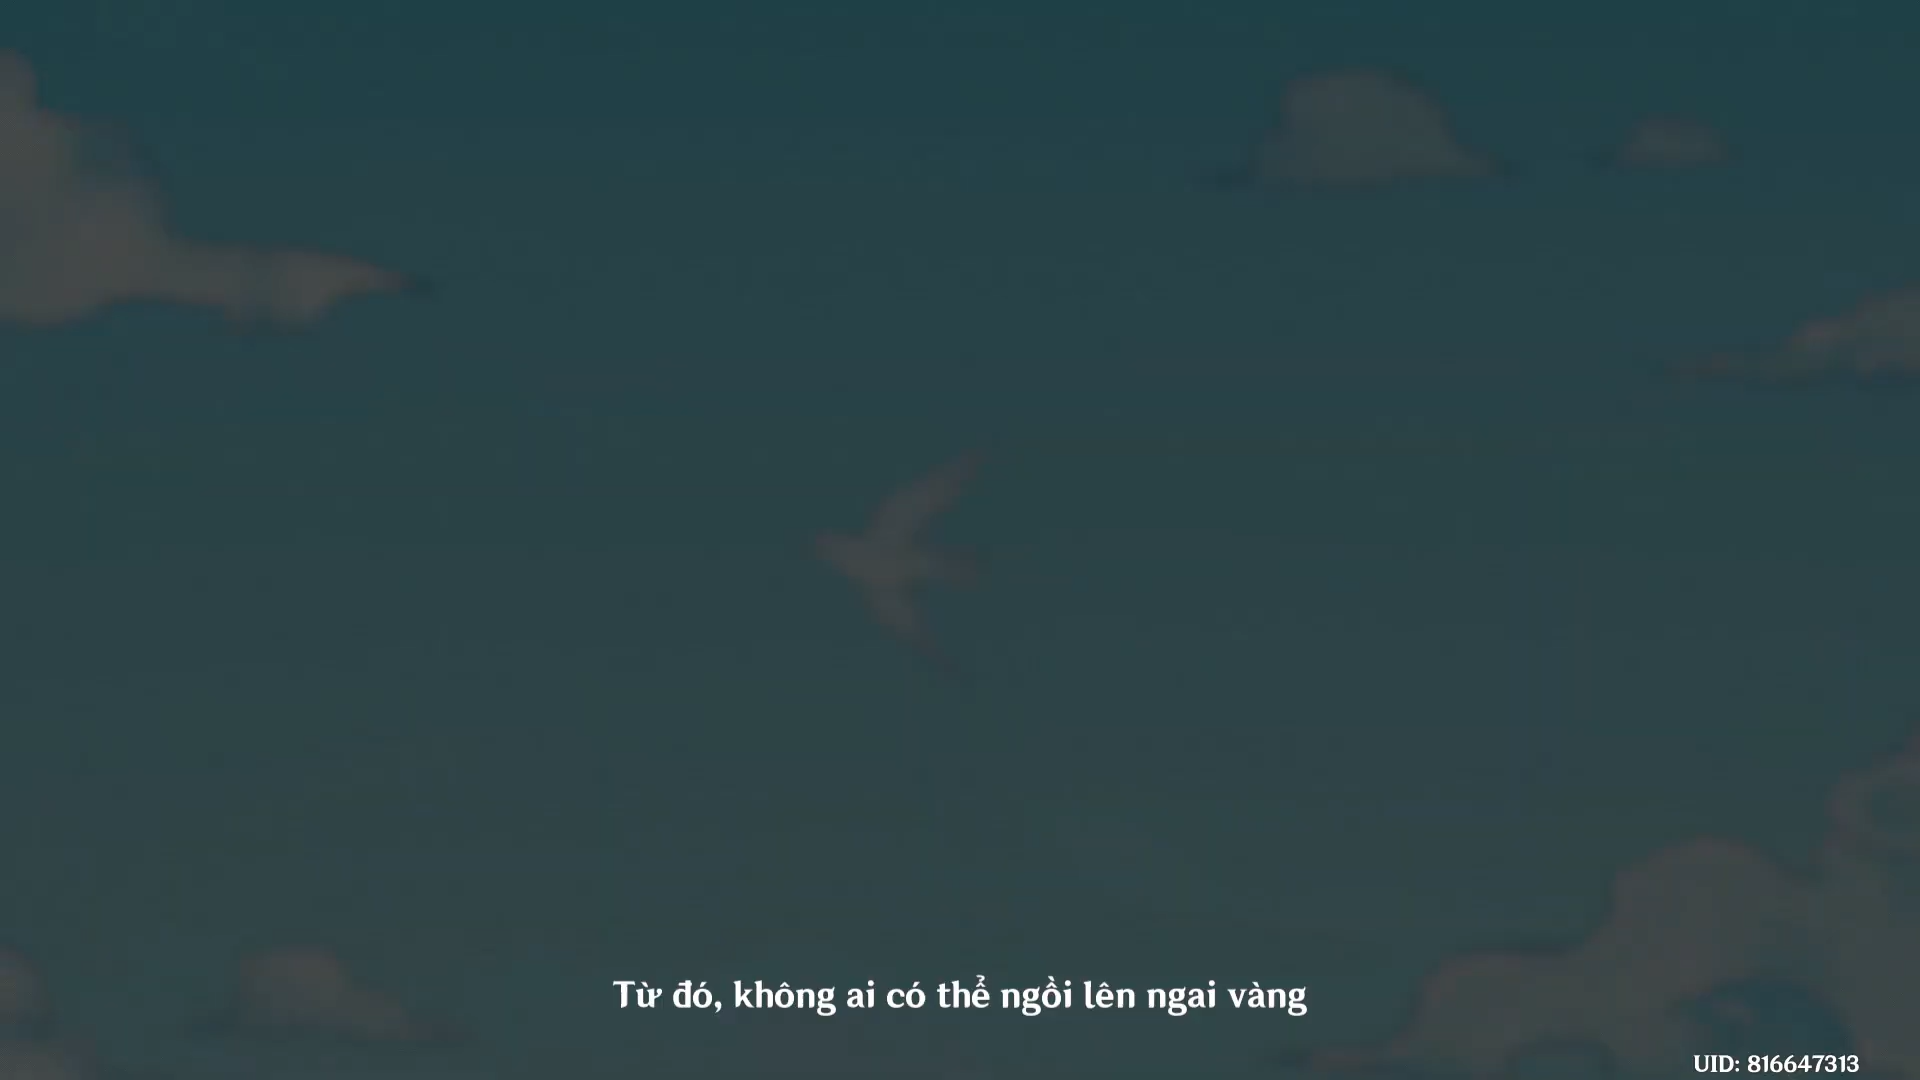 Từ đó, không ai có thể ngồi lên ngai vàng
UID: 816647313